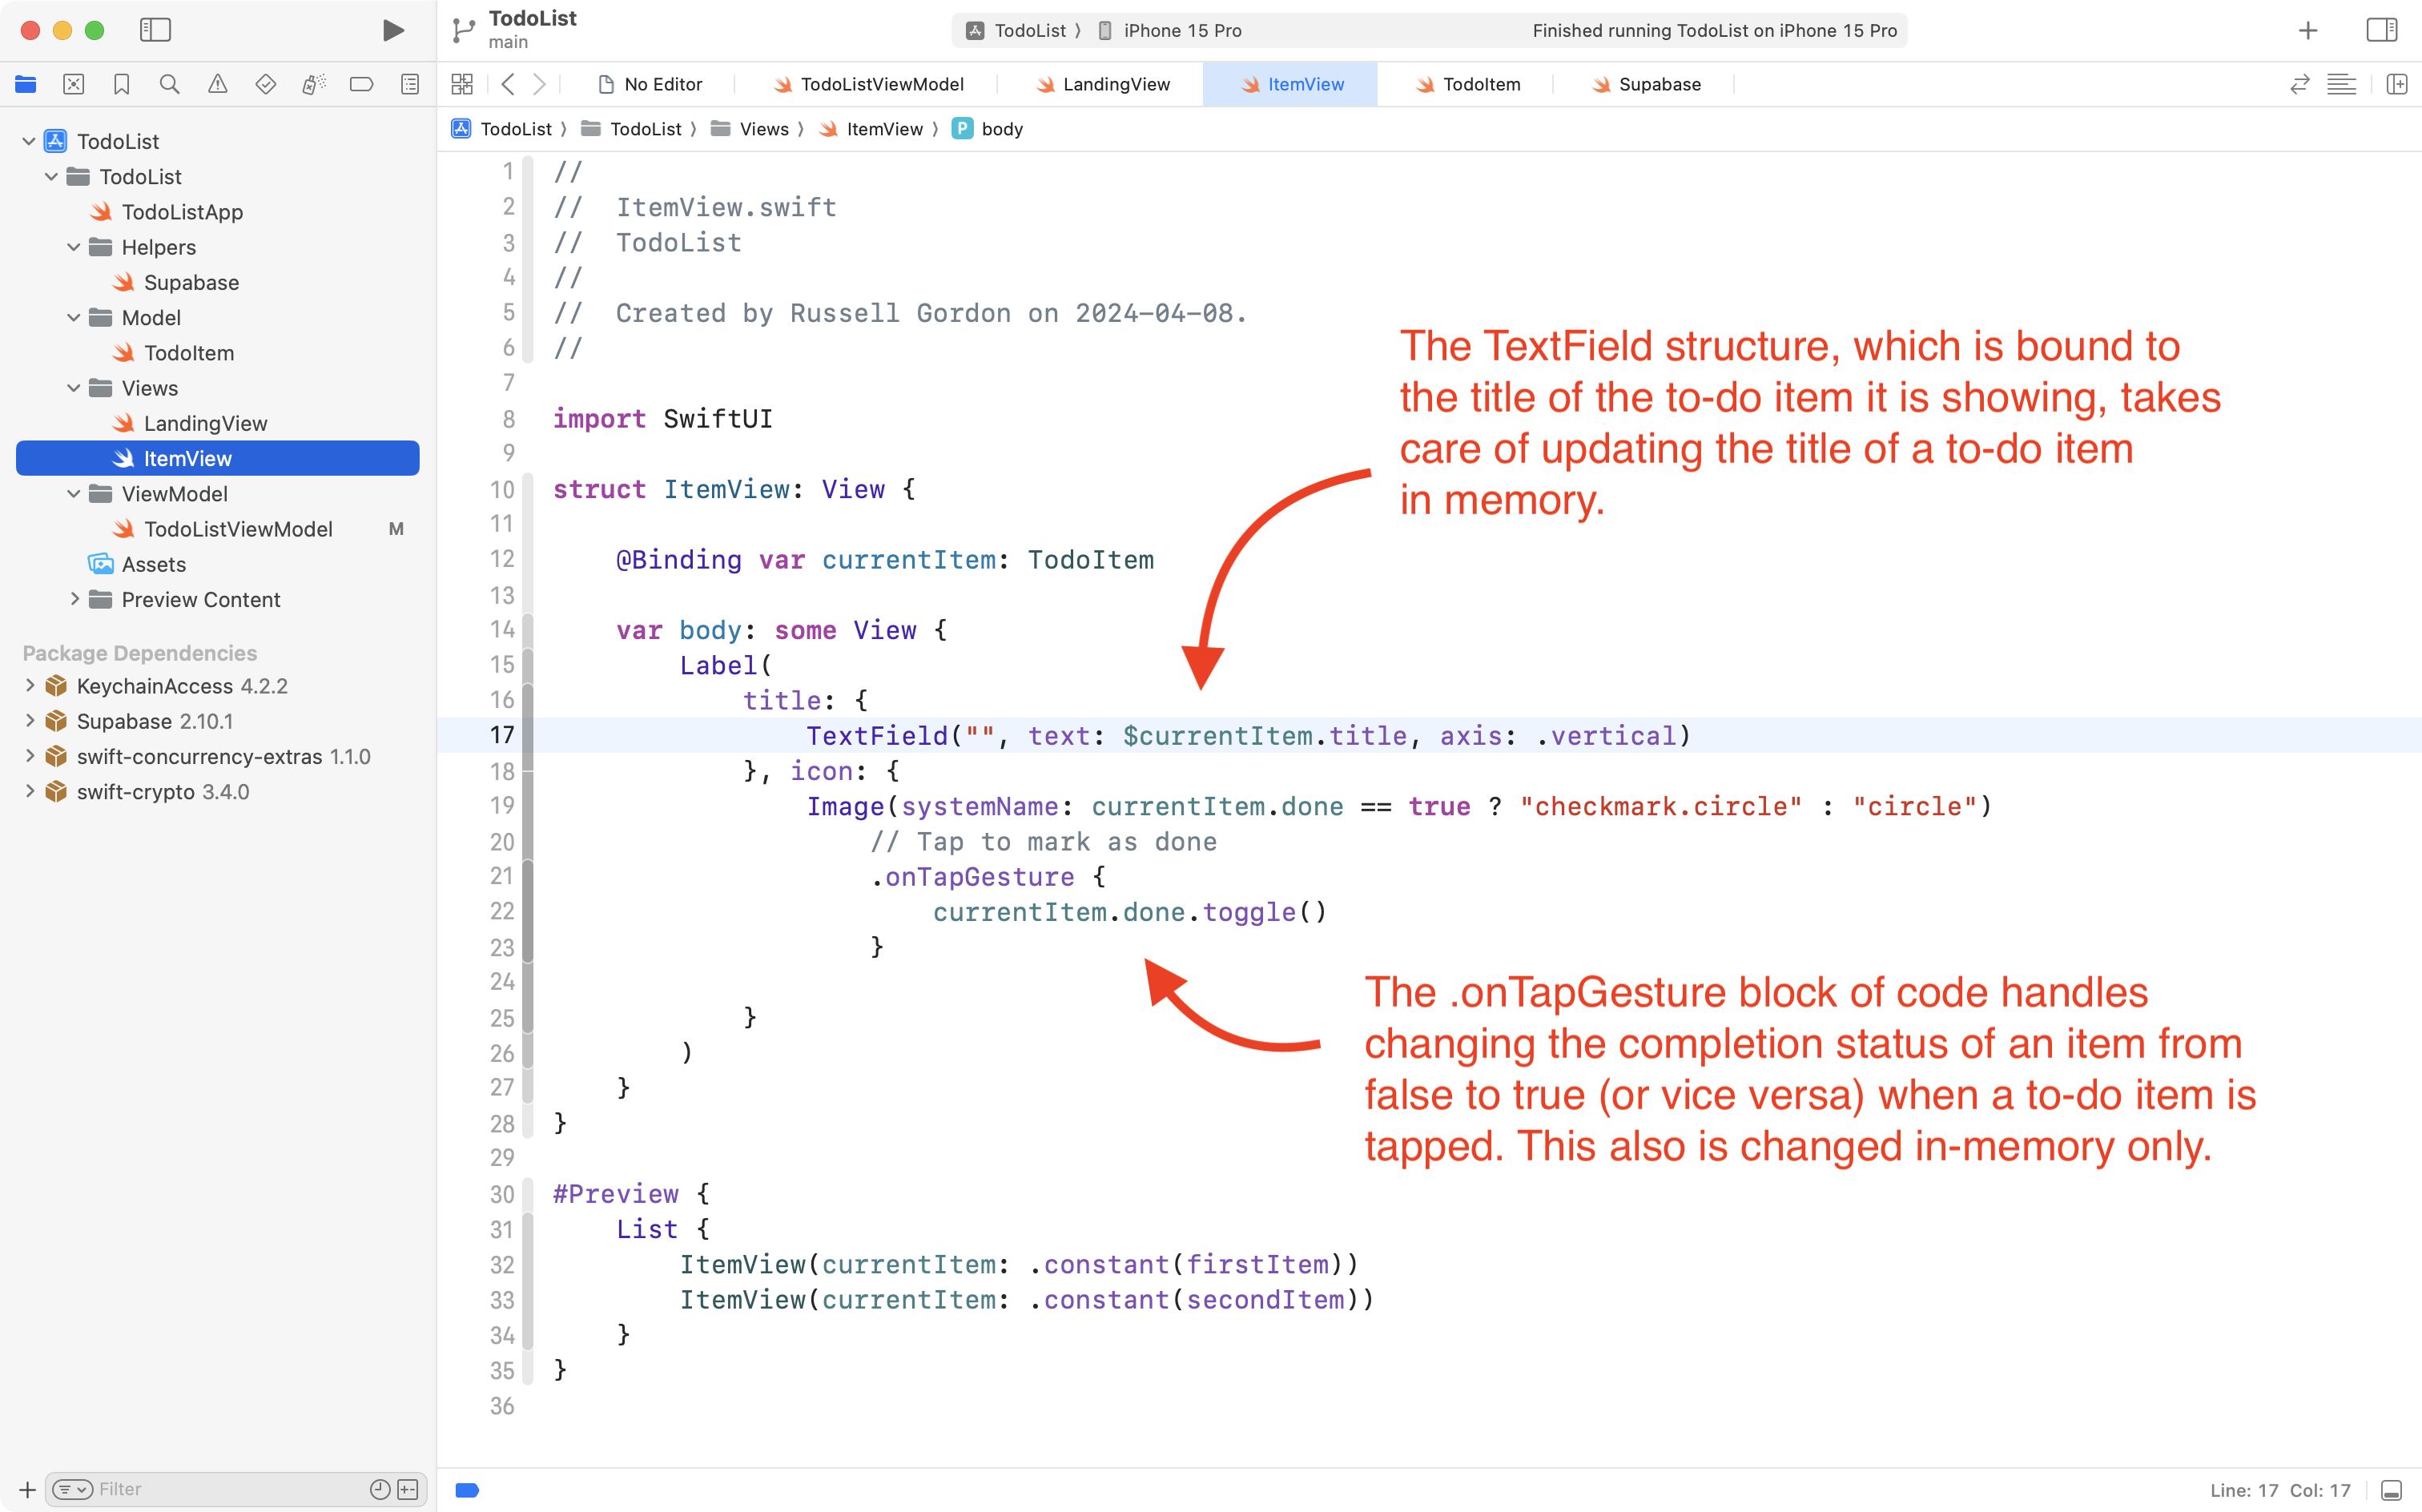 TodoList
main
TodoList ⟩ iPhone 15 Pro
Finished running TodoList on iPhone 15 Pro
No Editor
TodoListViewModel
LandingView
ItemView
TodoItem
Supabase
TodoList ⟩ TodoList ⟩ Views ⟩ ItemView ⟩ P body
TodoList
TodoList
TodoListApp
Helpers
Supabase
Model
TodoItem
Views
LandingView
ItemView
ViewModel
TodoListViewModel M
Assets
Preview Content
Package Dependencies
KeychainAccess 4.2.2
Supabase 2.10.1
swift-concurrency-extras 1.1.0
swift-crypto 3.4.0
Filter
1 //
2 //  ItemView.swift
3 //  TodoList
4 //
5 //  Created by Russell Gordon on 2024-04-08.
6 //
7
8 import SwiftUI
9
10 struct ItemView: View {
11
12     @Binding var currentItem: TodoItem
13
14     var body: some View {
15         Label(
16             title: {
17                 TextField("", text: $currentItem.title, axis: .vertical)
18             }, icon: {
19                 Image(systemName: currentItem.done == true ? "checkmark.circle" : "circle")
20                     // Tap to mark as done
21                     .onTapGesture {
22                         currentItem.done.toggle()
23                     }
24
25             }
26         )
27     }
28 }
29
30 #Preview {
31     List {
32         ItemView(currentItem: .constant(firstItem))
33         ItemView(currentItem: .constant(secondItem))
34     }
35 }
36
The TextField structure, which is bound to
the title of the to-do item it is showing, takes
care of updating the title of a to-do item
in memory.
The .onTapGesture block of code handles
changing the completion status of an item from
false to true (or vice versa) when a to-do item is
tapped. This also is changed in-memory only.
Line: 17 Col: 17